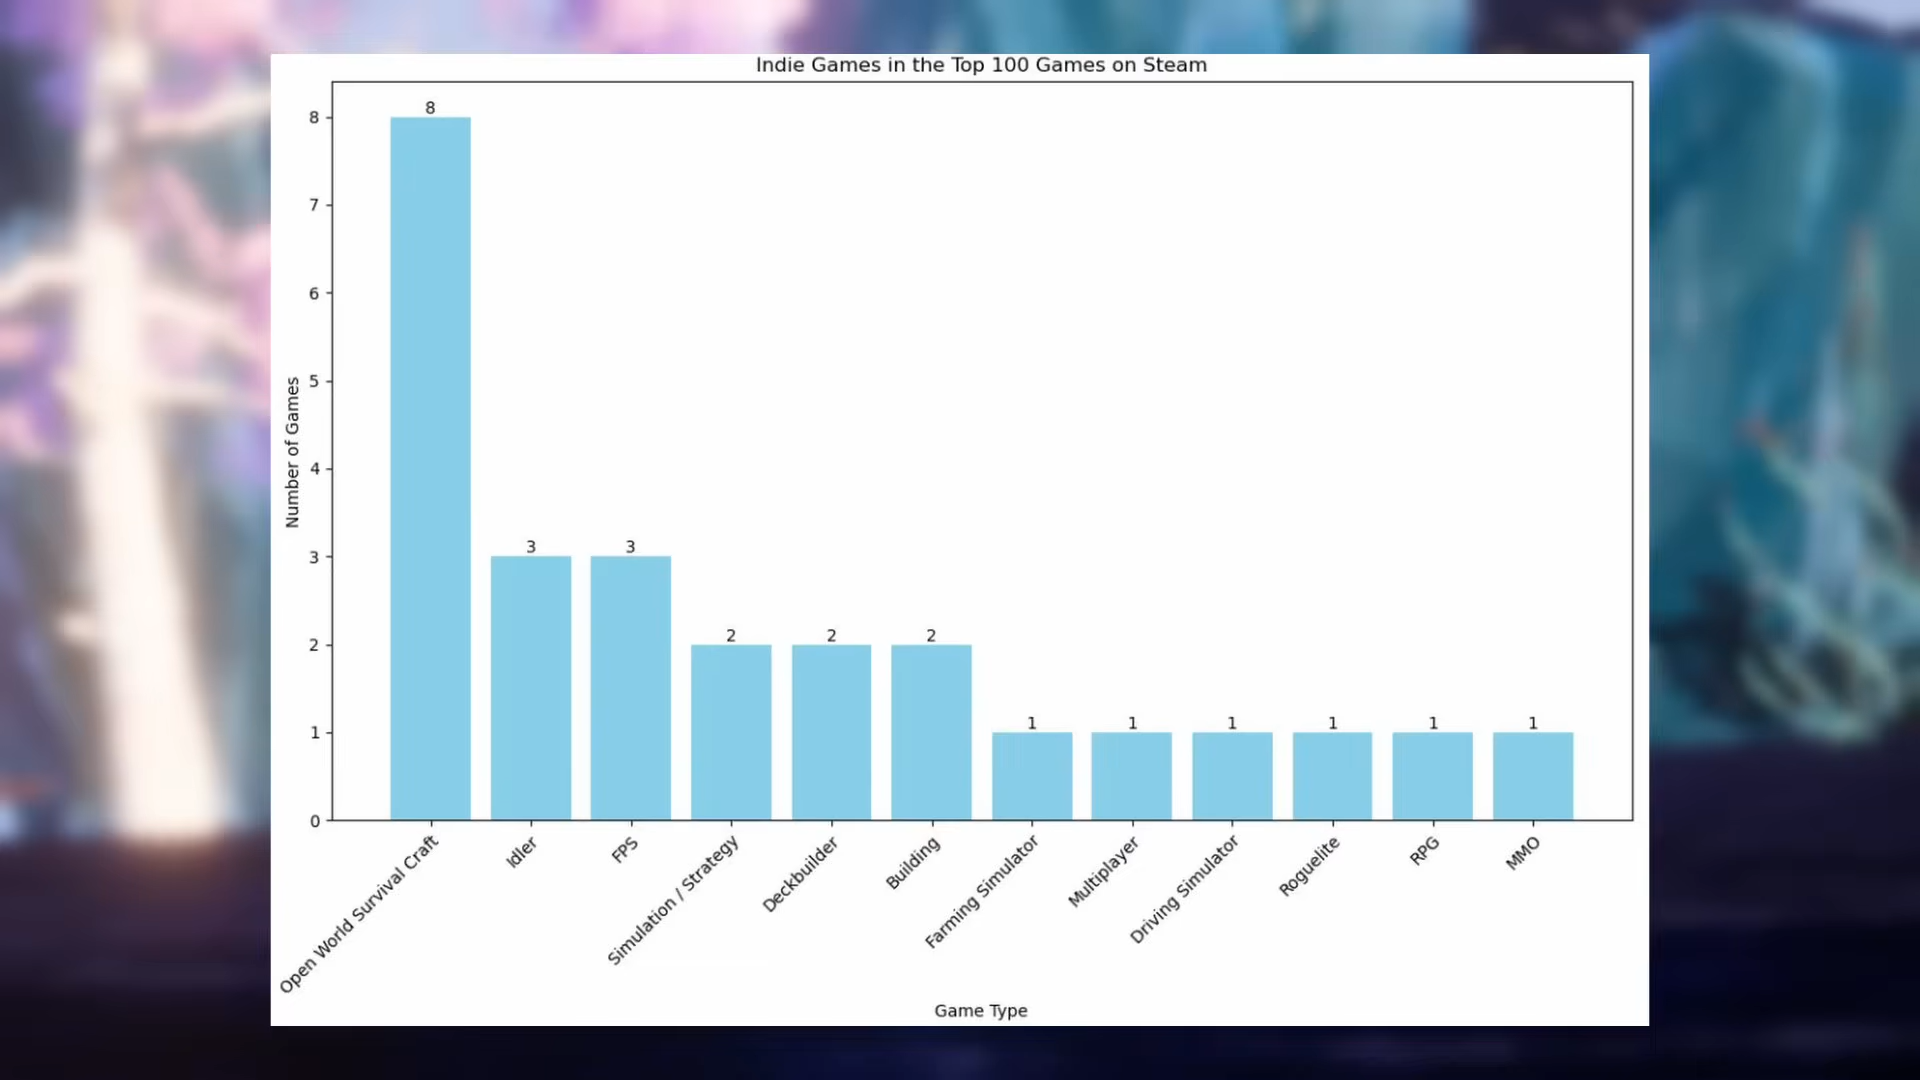 Indie Games in the Top 100 Games on Steam
Number of Games
8
7
6
5
4
3
2
1
0
8
3
3
2
2
2
1
1
1
1
1
1
Open World Survival Craft
Idler
FPS
Simulation / Strategy
Deckbuilder
Building
Farming Simulator
Multiplayer
Driving Simulator
Roguelite
RPG
MMO
Game Type